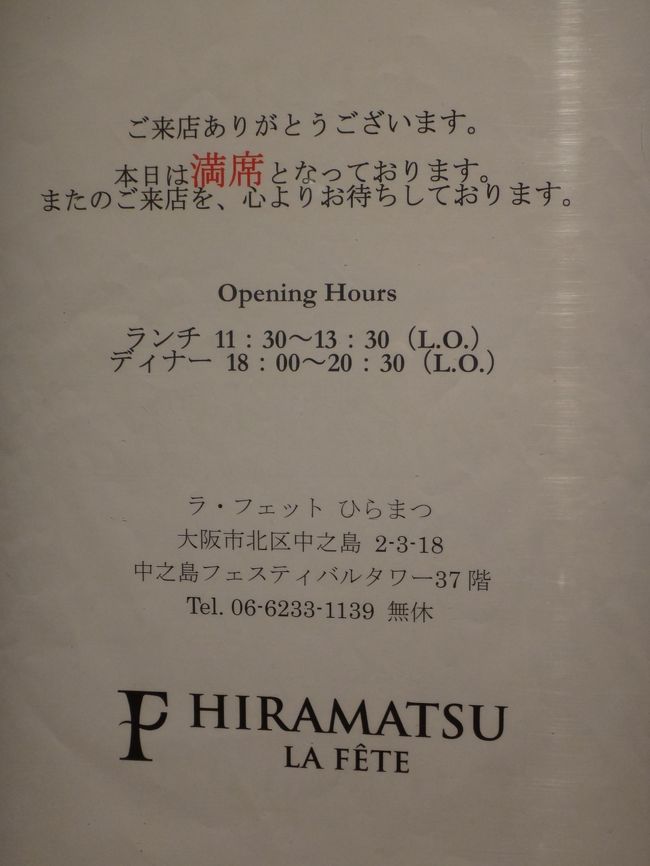 ご来店ありがとうございます。
本日は満席となっております。
またのご来店を、心よりお待ちしております。
Opening Hours
ランチ 11：30～13：30（L.O.）
ディナー 18：00～20：30（L.O.）
ラ・フェット ひらまつ
大阪市北区中之島 2-3-18
中之島フェスティバルタワー37階
Tel. 06-6233-1139 無休
HIRAMATSU
LA FÊTE